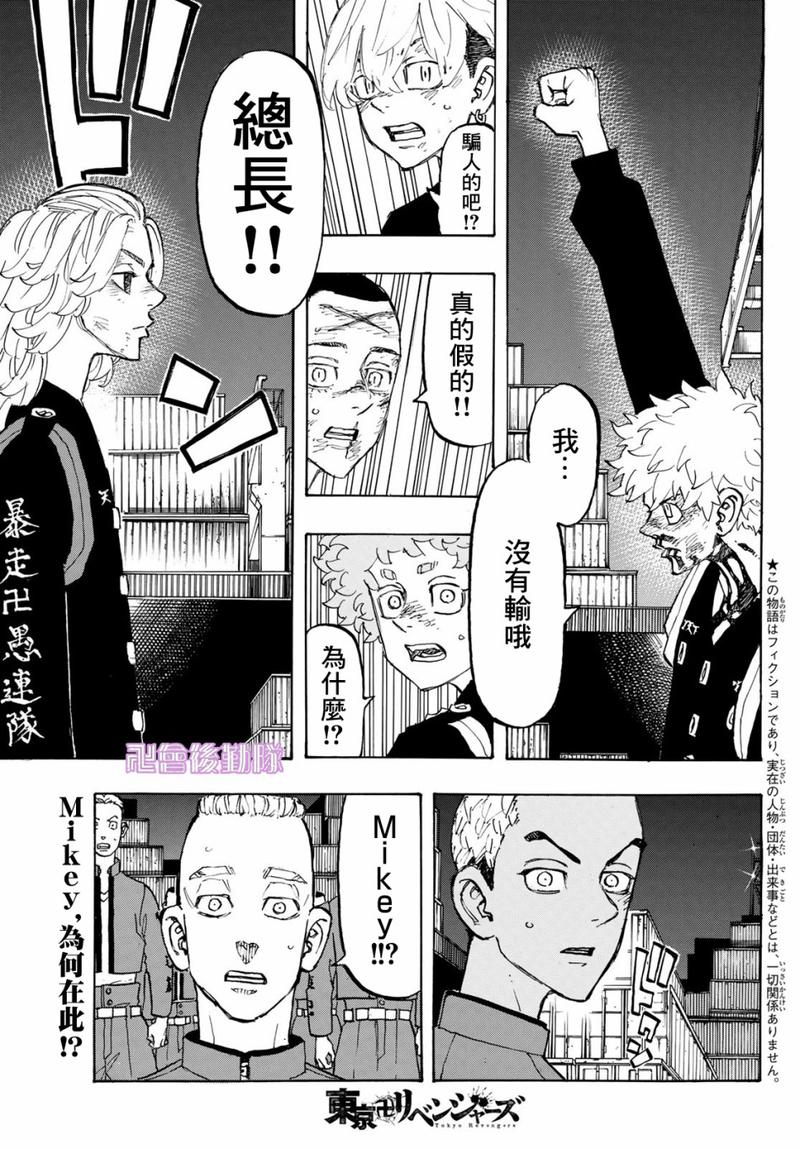 我…
沒有輸哦
騙人的吧!?
真的假的!!
為什麼!?
總長!!
暴走卍愚連隊
卍會後勤隊
★この物語はフィクションであり、実在の人物・団体・出来事などとは、一切関係ありません。
Mikey!!?
Mikey,為何在此!?
東京卍リベンジャーズ
Tokyo Revengers